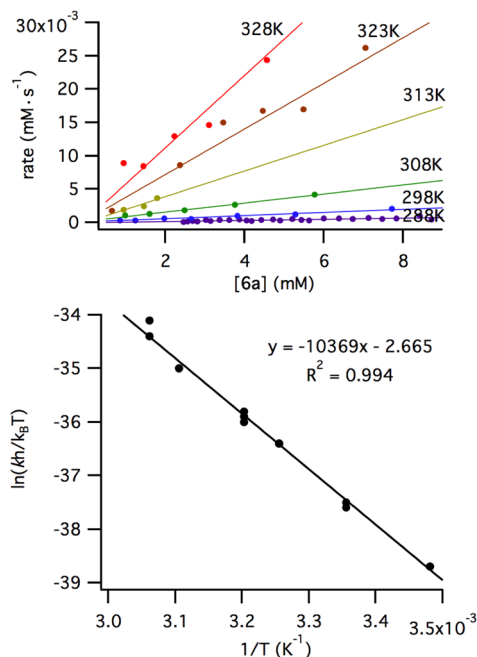 30x10⁻³
25
20
15
10
5
0
rate (mM·s⁻¹)
328K
323K
313K
308K
298K
288K
2
4
6
8
[6a] (mM)
-34
-35
-36
-37
-38
-39
ln(kh/k_BT)
y = -10369x - 2.665
R² = 0.994
3.0
3.1
3.2
3.3
3.4
3.5x10⁻³
1/T (K⁻¹)